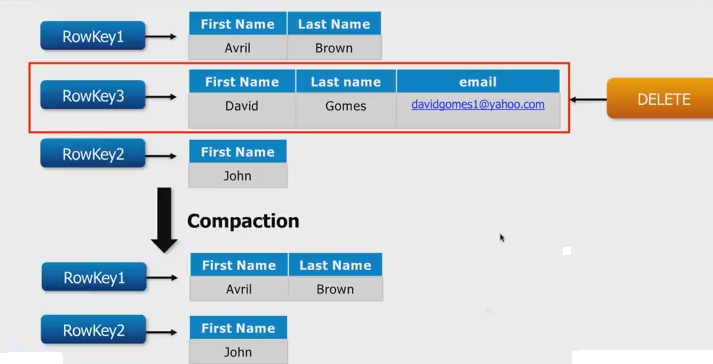 First Name Last Name
RowKey1
Avril Brown
First Name Last name email
RowKey3 DELETE
David Gomes davidgomes1@yahoo.com
First Name
RowKey2
John
Compaction
First Name Last Name
RowKey1
Avril Brown
First Name
RowKey2
John